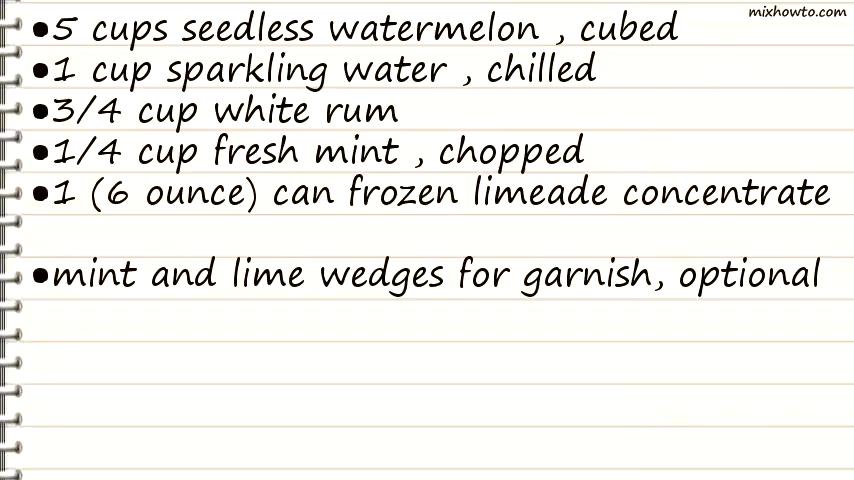 mixhowto.com
•5 cups seedless watermelon , cubed
•1 cup sparkling water , chilled
•3/4 cup white rum
•1/4 cup fresh mint , chopped
•1 (6 ounce) can frozen limeade concentrate
•mint and lime wedges for garnish, optional